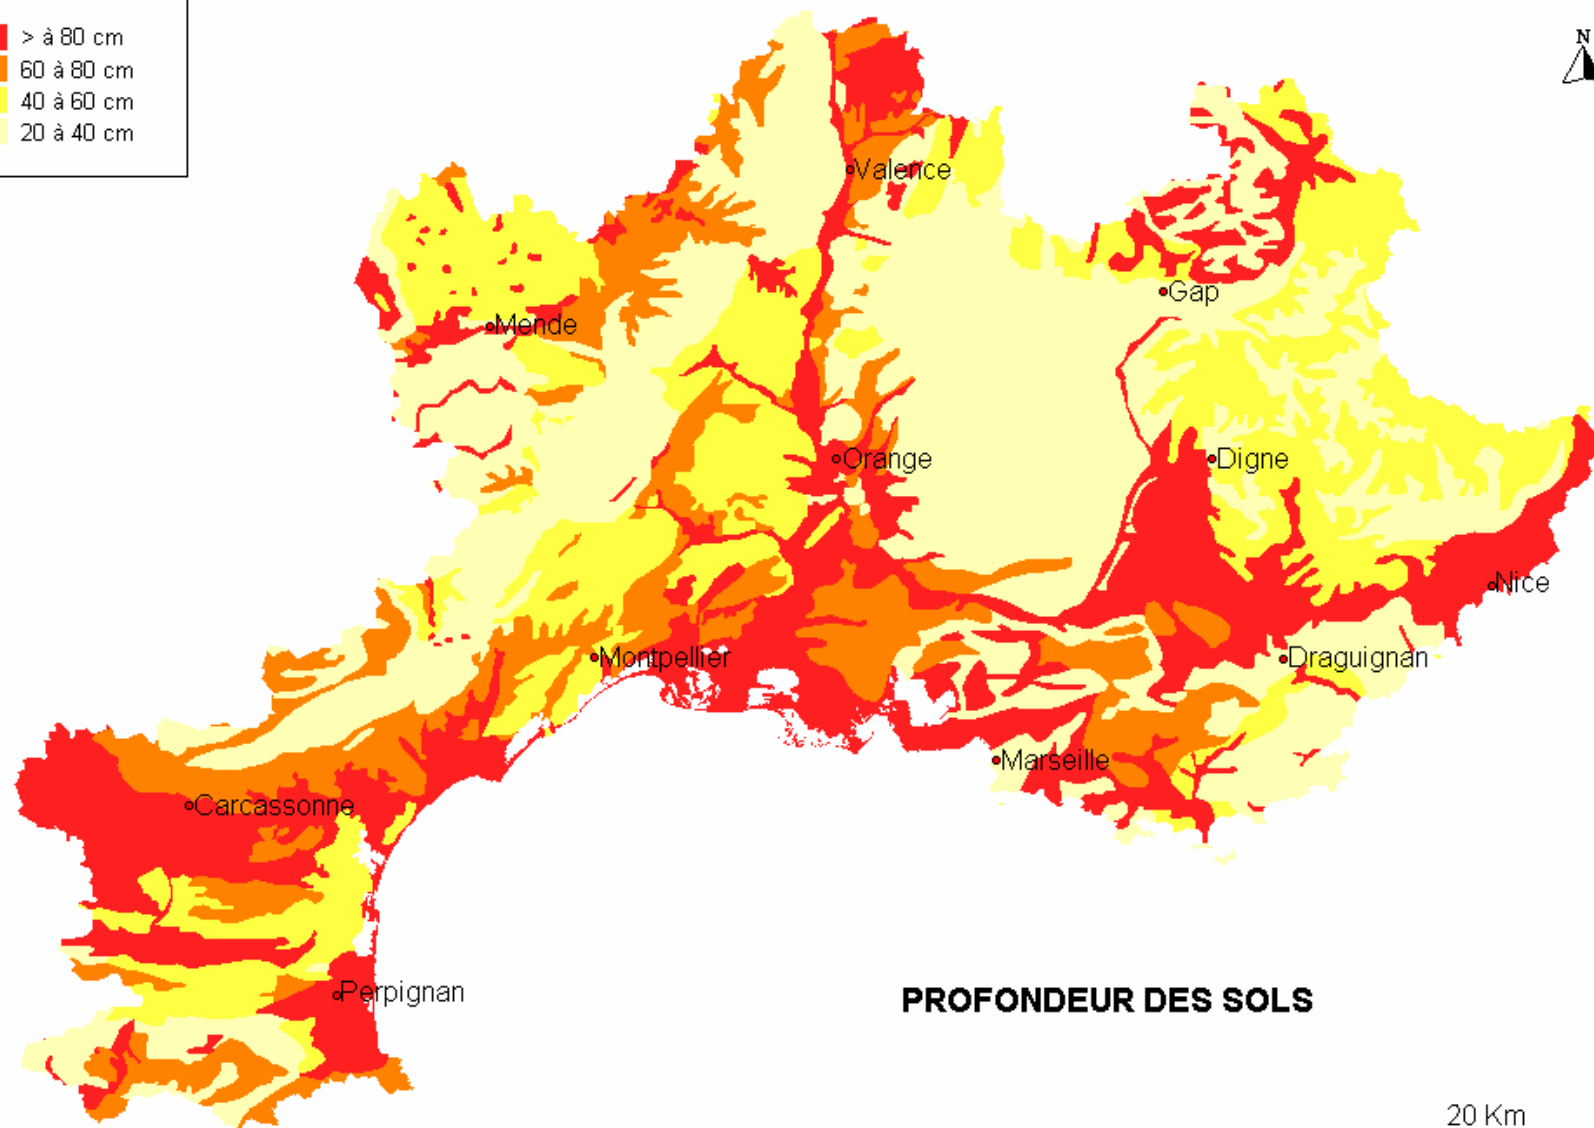 > à 80 cm
60 à 80 cm
40 à 60 cm
20 à 40 cm
N
Valence
Gap
Mende
Orange
Digne
Nice
Montpellier
Draguignan
Marseille
Carcassonne
Perpignan
PROFONDEUR DES SOLS
20 Km